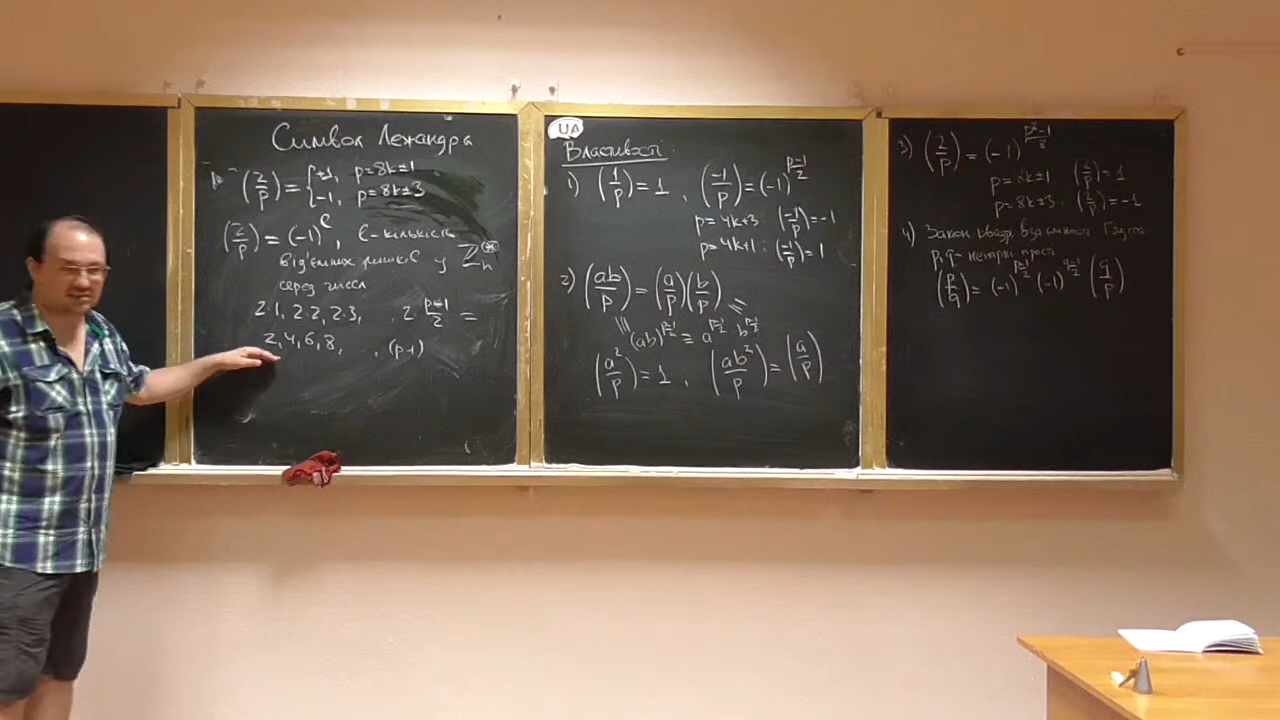 Символ Лежандра
(2/p) = { +1, p=8k±1
−1, p=8k±3
(2/p) = (-1)^ℓ, ℓ-кількість
від'ємних лишків у Z_n^*
серед чисел
2·1, 2·2, 2·3, . 2 (p-1)/2 =
2, 4, 6, 8, . , (p-1)
UA
Властивості:
1) (1/p) = 1 , (-1/p) = (-1)^((p-1)/2)
p=4k+3 (-1/p) = -1
p=4k+1 : (-1/p) = 1
2) (ab/p) = (a/p)(b/p)
(ab)^((p-1)/2) ≡ a^((p-1)/2) · b^((p-1)/2)
(a²/p) = 1 , (ab²/p) = (a/p)
3) (2/p) = (-1)^((p²-1)/8)
p= k±1 (2/p) = 1
p=8k±3 : (2/p) = -1
4) Закон квадр взаємності Гаусса
p,q - непарні прості
(p/q) = (-1)^((p-1)/2) (-1)^((q-1)/2) (q/p)